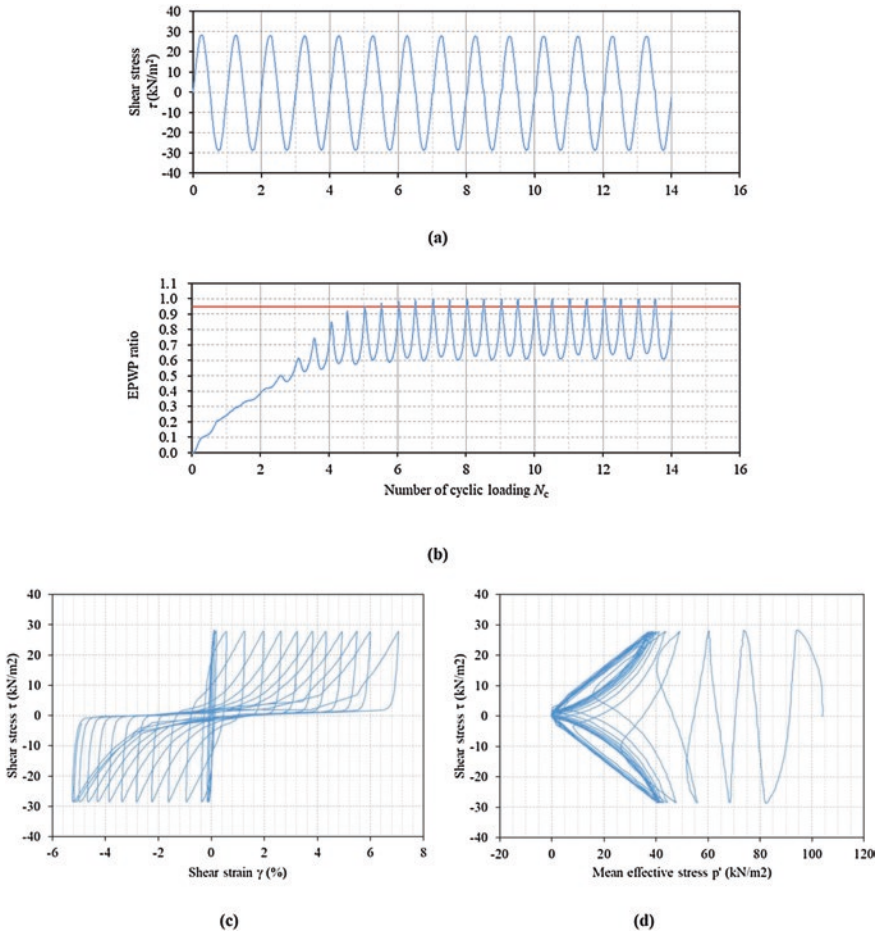 Shear stress
τ (kN/m²)
40
30
20
10
0
-10
-20
-30
-40
0 2 4 6 8 10 12 14 16
(a)
EPWP ratio
1.1
1.0
0.9
0.8
0.7
0.6
0.5
0.4
0.3
0.2
0.1
0.0
0 2 4 6 8 10 12 14 16
Number of cyclic loading Nc
(b)
Shear stress τ (kN/m2)
40
30
20
10
0
-10
-20
-30
-40
-6 -4 -2 0 2 4 6 8
Shear strain γ (%)
(c)
Shear stress τ (kN/m2)
40
30
20
10
0
-10
-20
-30
-40
-20 0 20 40 60 80 100 120
Mean effective stress p' (kN/m2)
(d)